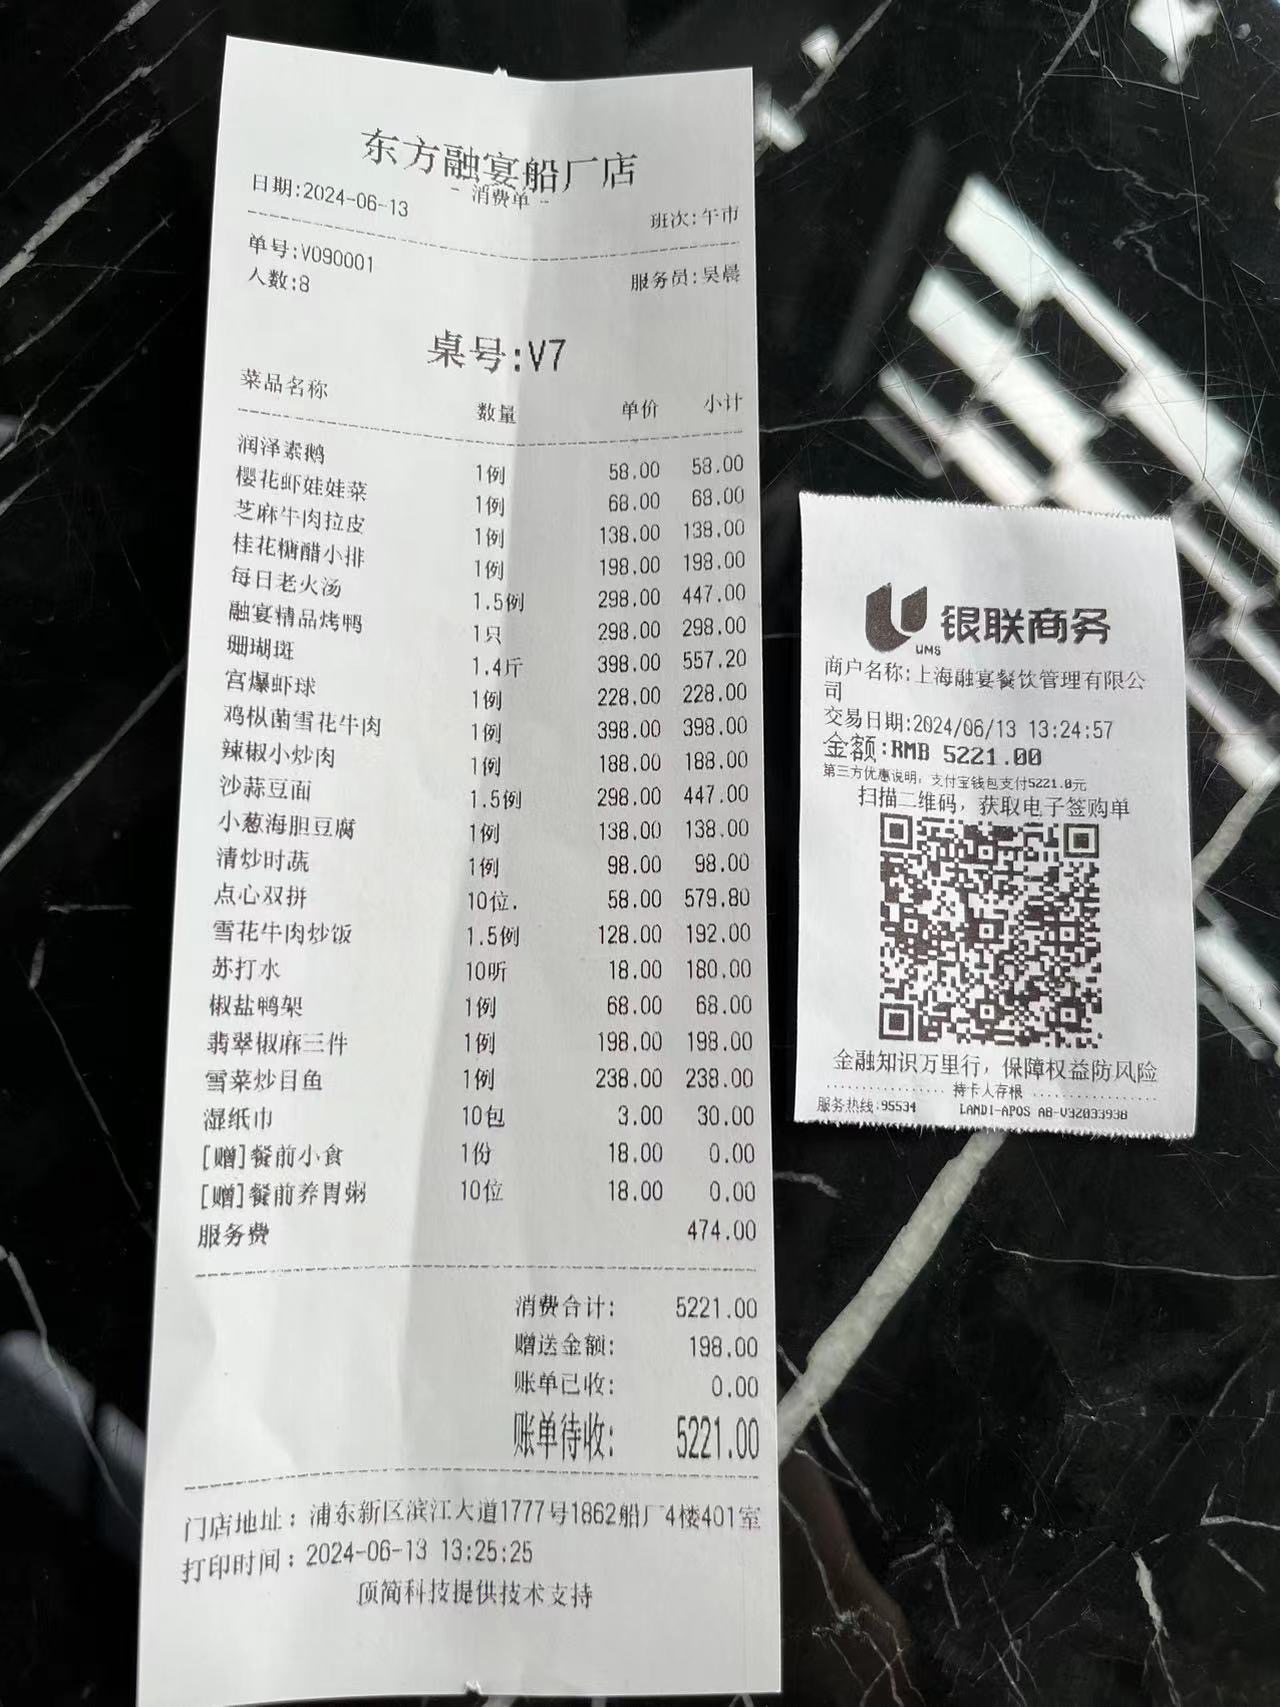 东方融宴船厂店
- 消费单 -
日期:2024-06-13 班次:午市
单号:V090001
人数:8 服务员:吴晨
桌号:V7
菜品名称 数量 单价 小计
润泽素鹅 1例 58.00 58.00
樱花虾娃娃菜 1例 68.00 68.00
芝麻牛肉拉皮 1例 138.00 138.00
桂花糖醋小排 1例 198.00 198.00
每日老火汤 1.5例 298.00 447.00
融宴精品烤鸭 1只 298.00 298.00
珊瑚斑 1.4斤 398.00 557.20
宫爆虾球 1例 228.00 228.00
鸡枞菌雪花牛肉 1例 398.00 398.00
辣椒小炒肉 1例 188.00 188.00
沙蒜豆面 1.5例 298.00 447.00
小葱海胆豆腐 1例 138.00 138.00
清炒时蔬 1例 98.00 98.00
点心双拼 10位. 58.00 579.80
雪花牛肉炒饭 1.5例 128.00 192.00
苏打水 10听 18.00 180.00
椒盐鸭架 1例 68.00 68.00
翡翠椒麻三件 1例 198.00 198.00
雪菜炒目鱼 1例 238.00 238.00
湿纸巾 10包 3.00 30.00
[赠]餐前小食 1份 18.00 0.00
[赠]餐前养胃粥 10位 18.00 0.00
服务费 474.00
消费合计: 5221.00
赠送金额: 198.00
账单已收: 0.00
账单待收: 5221.00
门店地址：浦东新区滨江大道1777号1862船厂4楼401室
打印时间：2024-06-13 13:25:25
顶简科技提供技术支持
银联商务
UMS
商户名称:上海融宴餐饮管理有限公
司
交易日期:2024/06/13 13:24:57
金额:RMB 5221.00
第三方优惠说明：支付宝钱包支付5221.0元
扫描二维码，获取电子签购单
金融知识万里行，保障权益防风险
持卡人存根
服务热线:95534 LANDI-APOS A8-V32033938